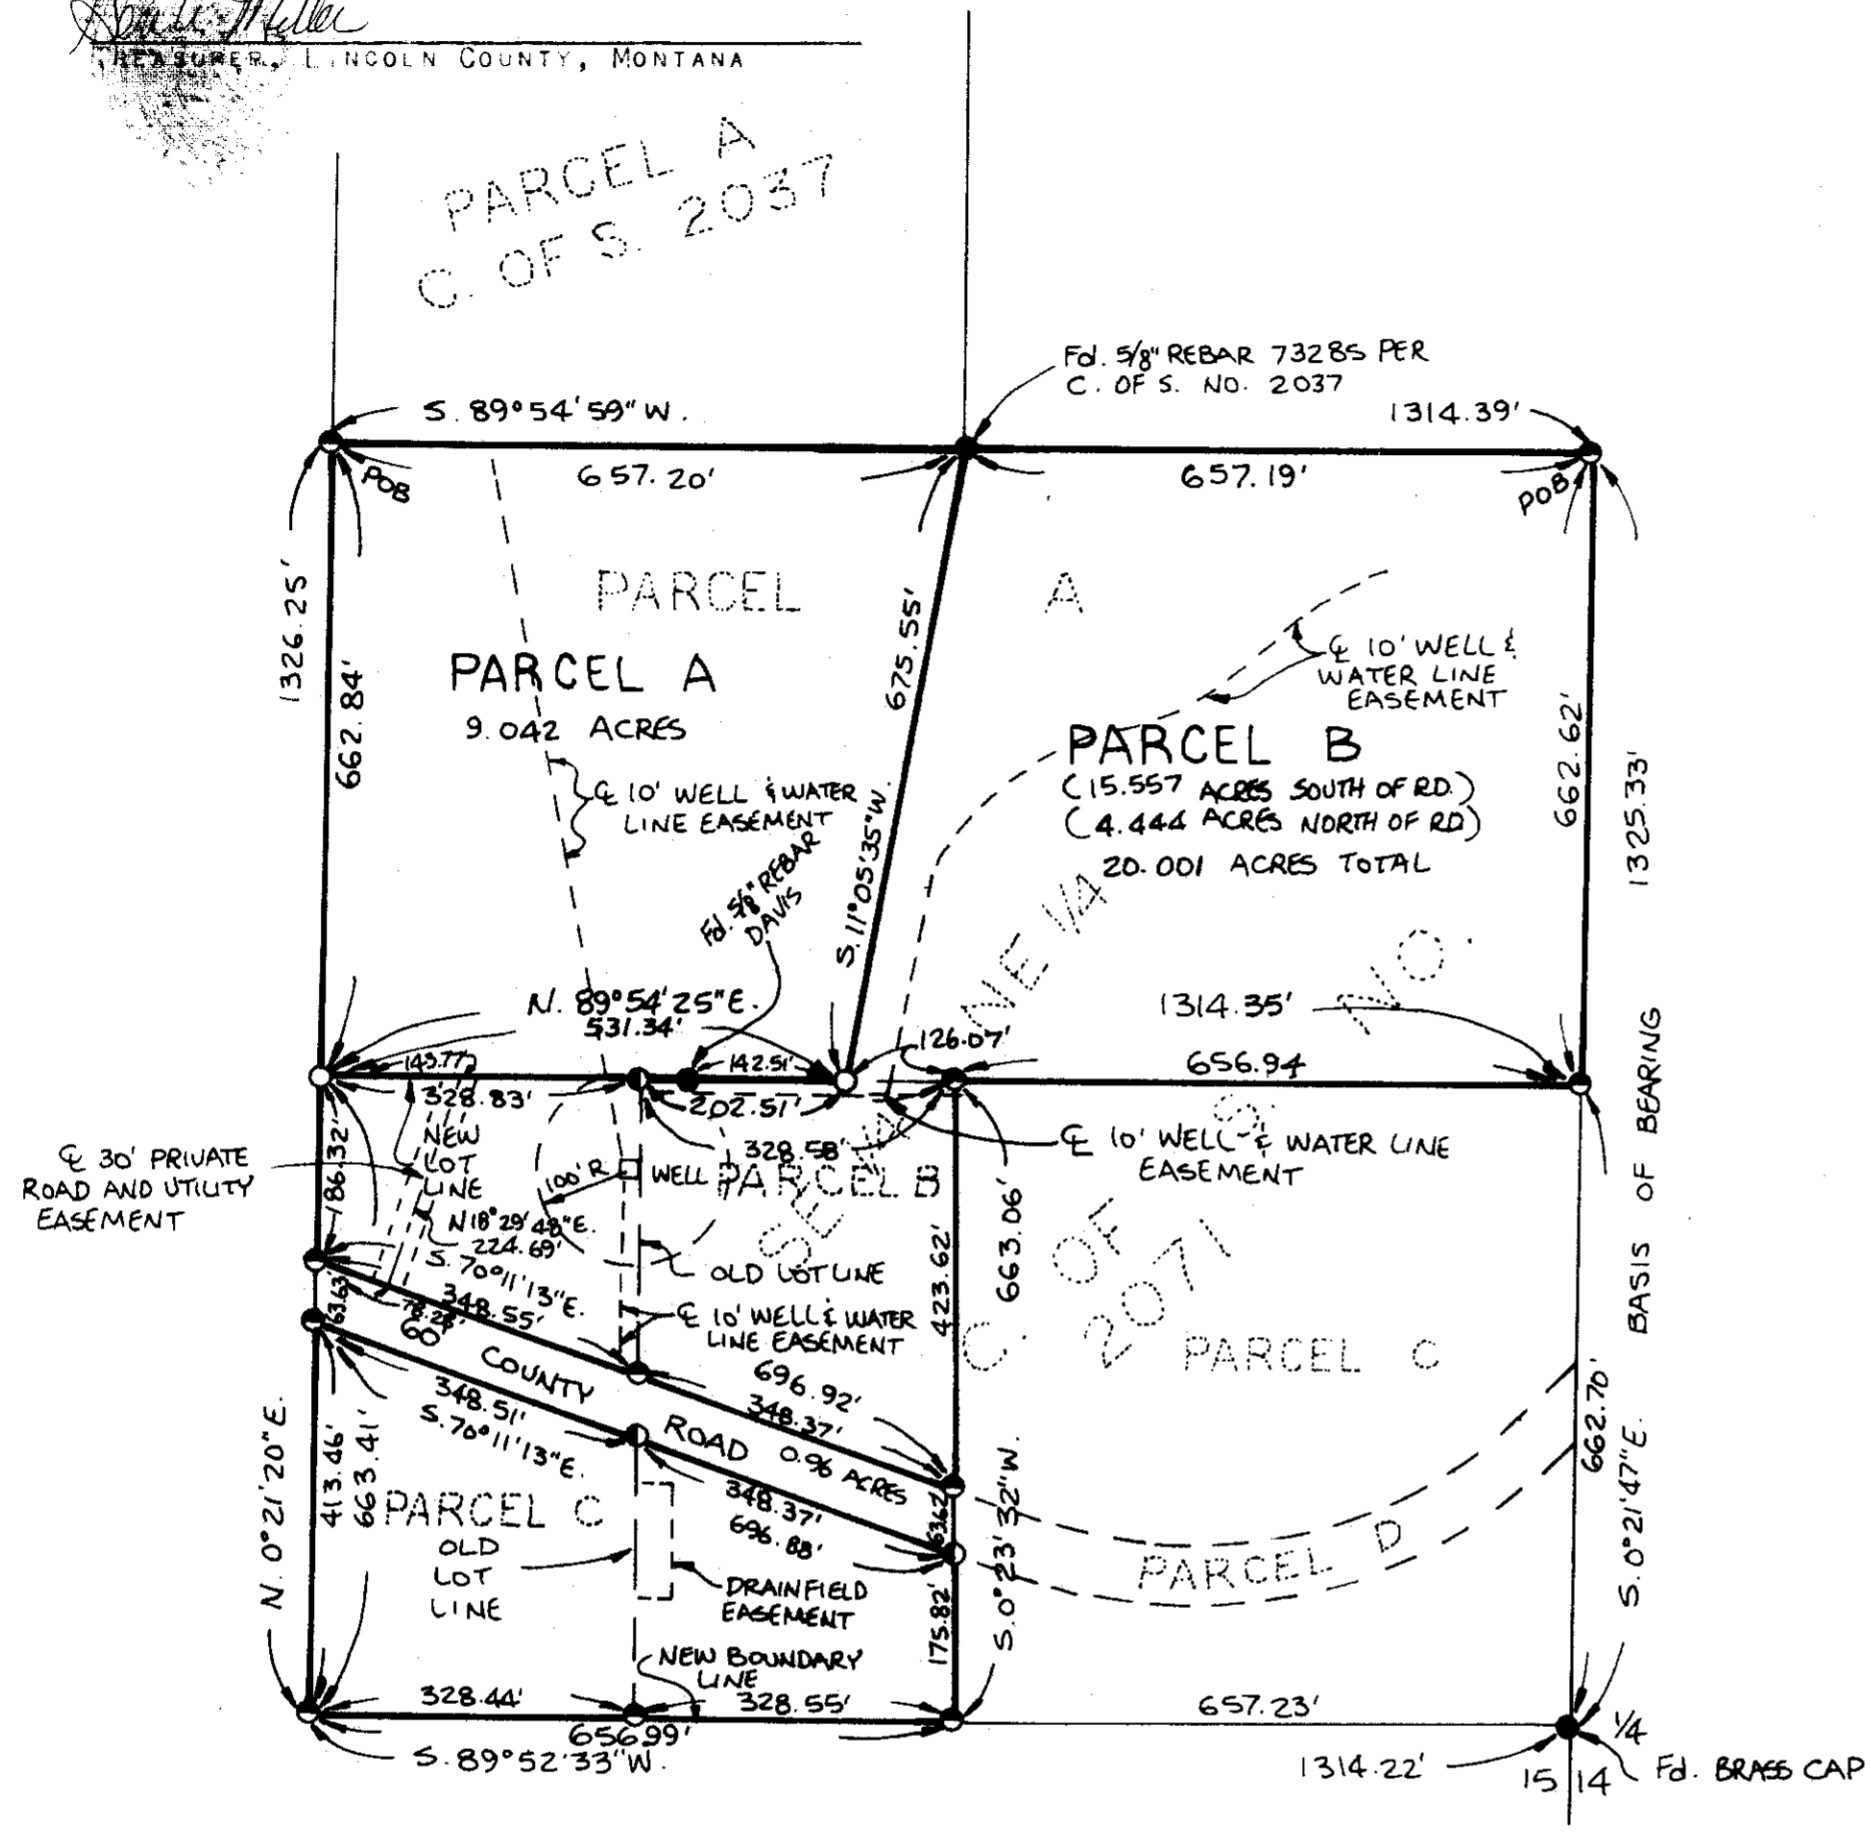 TREASURER, LINCOLN COUNTY, MONTANA
PARCEL A
C. OF S. 2037
Fd. 5/8" REBAR 7328S PER
C. OF S. NO. 2037
S. 89°54'59" W.
1314.39'
657.20'
657.19'
POB
POB
1326.25'
662.84'
PARCEL A
PARCEL A
9.042 ACRES
675.55'
S. 11°05'35" W.
℄ 10' WELL &
WATER LINE
EASEMENT
PARCEL B
(15.557 ACRES SOUTH OF RD.)
(4.444 ACRES NORTH OF RD)
20.001 ACRES TOTAL
662.62'
1325.33'
℄ 10' WELL & WATER
LINE EASEMENT
Fd. 5/8" REBAR
DAVIS
N. 89°54'25" E.
531.34'
1314.35'
126.07'
656.94
143.77'
142.51'
328.83'
202.51'
328.58'
NEW
LOT
LINE
℄ 30' PRIVATE
ROAD AND UTILITY
EASEMENT
186.32'
100' R
WELL
PARCEL B
℄ 10' WELL & WATER LINE
EASEMENT
N 18°29'48" E.
224.69'
S. 70°11'13" E.
348.55'
78.28'
63.63'
60'
OLD LOT LINE
℄ 10' WELL & WATER
LINE EASEMENT
423.62'
663.06'
SE1/4 NE1/4
C. OF S. NO.
2071
PARCEL C
COUNTY ROAD 0.96 ACRES
696.92'
348.37'
348.51'
S. 70°11'13" E.
348.37'
696.88'
63.62'
N. 0°21'20" E.
413.46'
663.41'
PARCEL C
OLD
LOT
LINE
DRAINFIELD
EASEMENT
175.82'
S. 0°23'32" W.
PARCEL D
662.70'
S. 0°21'47" E. BASIS OF BEARING
NEW BOUNDARY
LINE
328.44'
328.55'
657.23'
656.99'
S. 89°52'33" W.
1314.22'
1/4
15 14
Fd. BRASS CAP